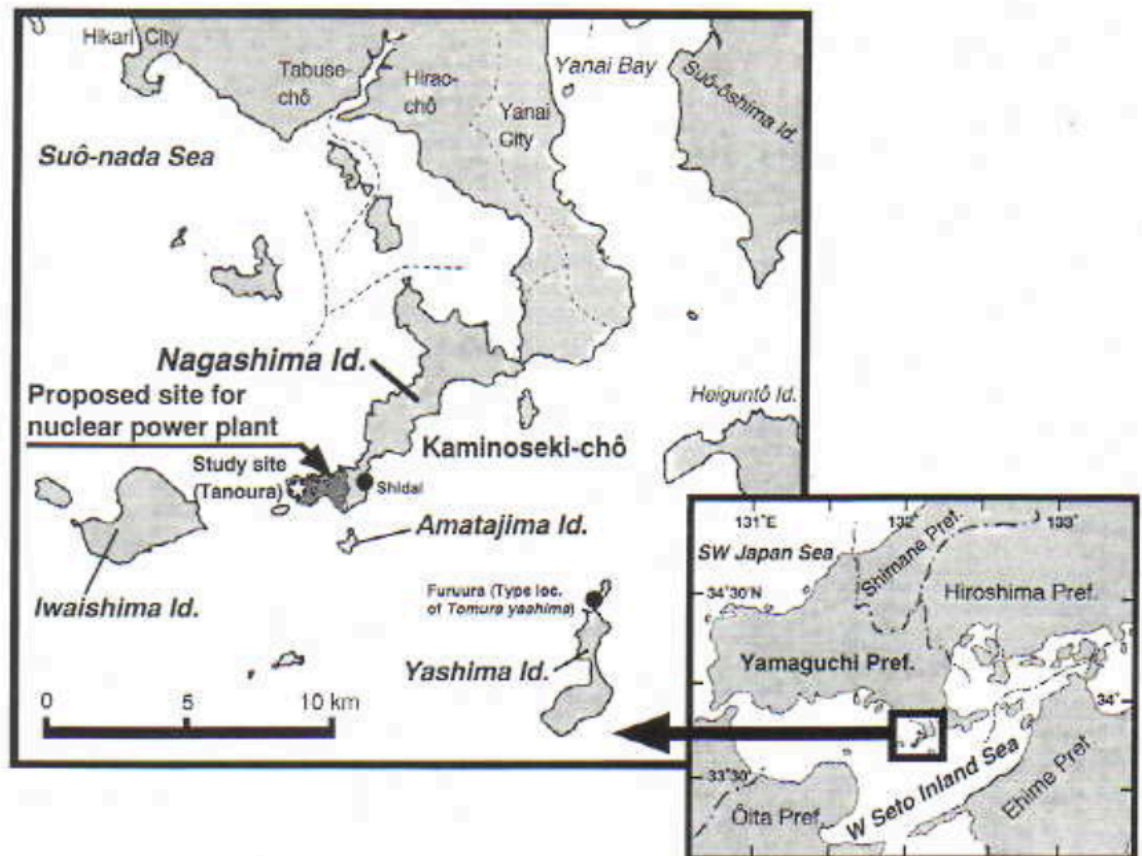 Hikari City
Tabuse-
chô
Hirao-
chô
Yanai Bay
Suô-ôshima Id.
Yanai
City
Suô-nada Sea
Nagashima Id.
Proposed site for
nuclear power plant
Heiguntô Id.
Kaminoseki-chô
Study site
(Tanoura)
Shidai
Amatajima Id.
Iwaishima Id.
Furuura (Type loc.
of Tomura yashima)
Yashima Id.
0 5 10 km
131°E 132° 133°
SW Japan Sea
Shimane Pref.
34°30'N
Hiroshima Pref.
Yamaguchi Pref.
34°
33°30'
W Seto Inland Sea
Ehime Pref.
Ôita Pref.